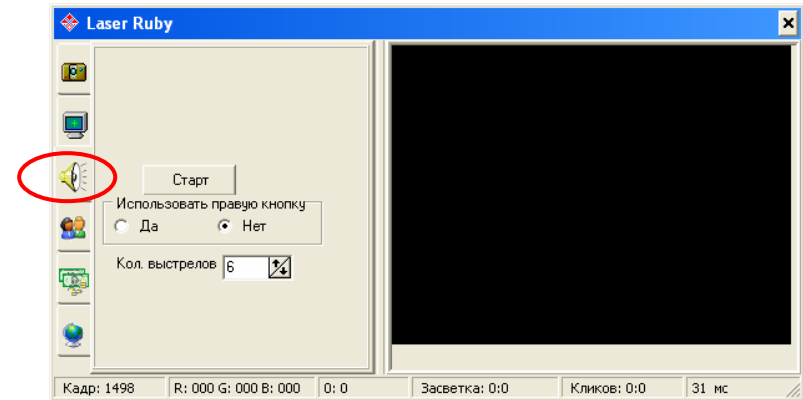 Laser Ruby
Старт
Использовать правую кнопку
Да Нет
Кол. выстрелов 6
Кадр: 1498 R: 000 G: 000 B: 000 0: 0 Засветка: 0:0 Кликов: 0:0 31 мс